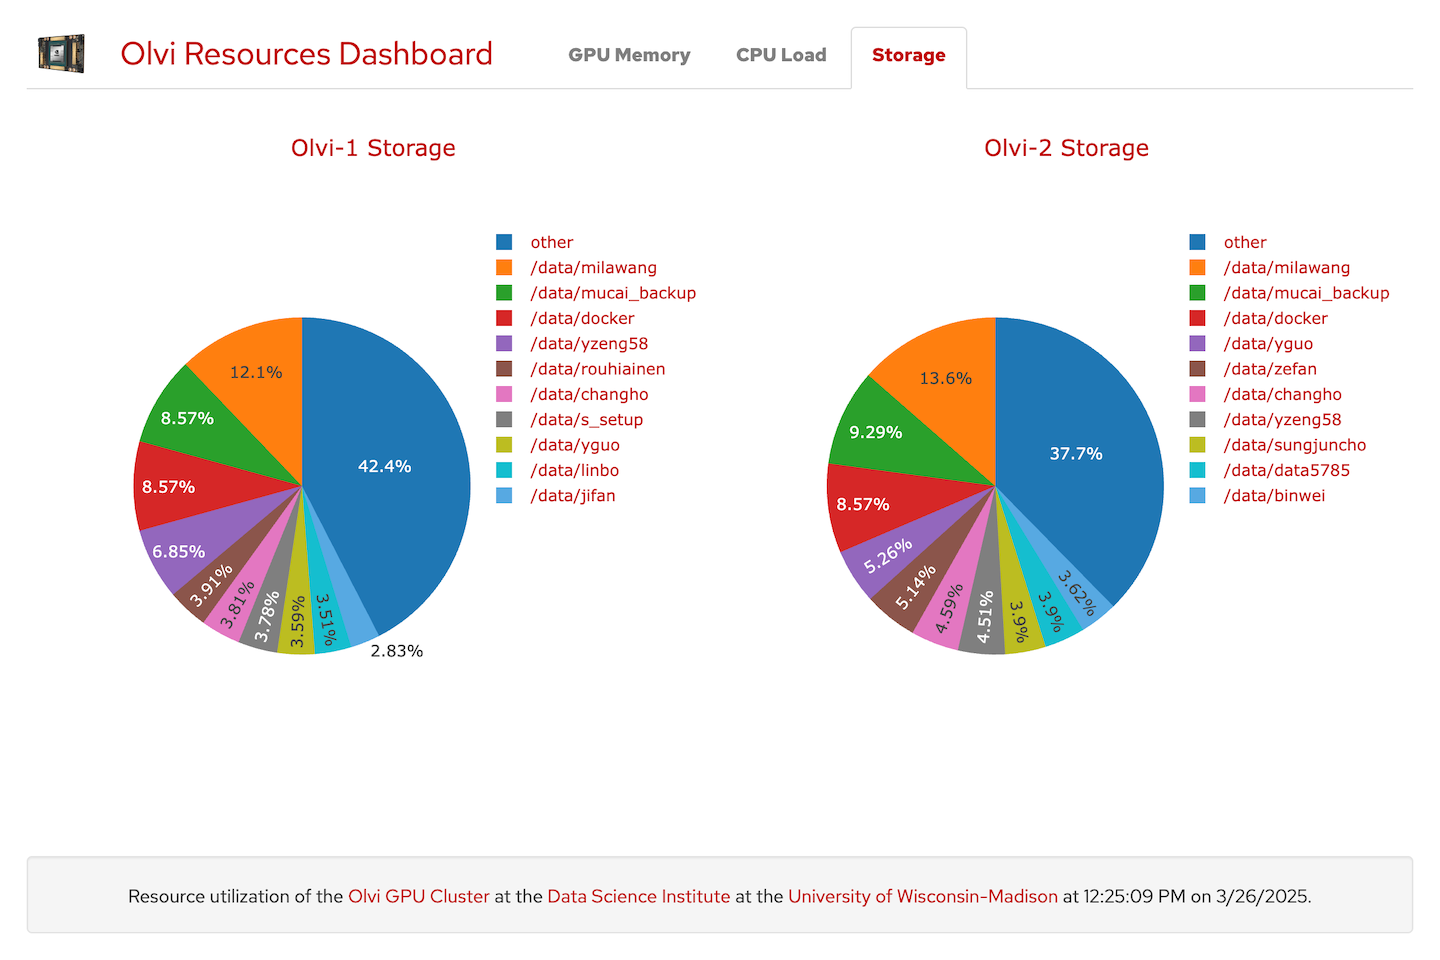 Olvi Resources Dashboard
GPU Memory
CPU Load
Storage
Olvi-1 Storage
other
/data/milawang
/data/mucai_backup
/data/docker
/data/yzeng58
/data/rouhiainen
/data/changho
/data/s_setup
/data/yguo
/data/linbo
/data/jifan
42.4%
12.1%
8.57%
8.57%
6.85%
3.91%
3.81%
3.78%
3.59%
3.51%
2.83%
Olvi-2 Storage
other
/data/milawang
/data/mucai_backup
/data/docker
/data/yguo
/data/zefan
/data/changho
/data/yzeng58
/data/sungjuncho
/data/data5785
/data/binwei
37.7%
13.6%
9.29%
8.57%
5.26%
5.14%
4.59%
4.51%
3.9%
3.9%
3.62%
Resource utilization of the Olvi GPU Cluster at the Data Science Institute at the University of Wisconsin-Madison at 12:25:09 PM on 3/26/2025.